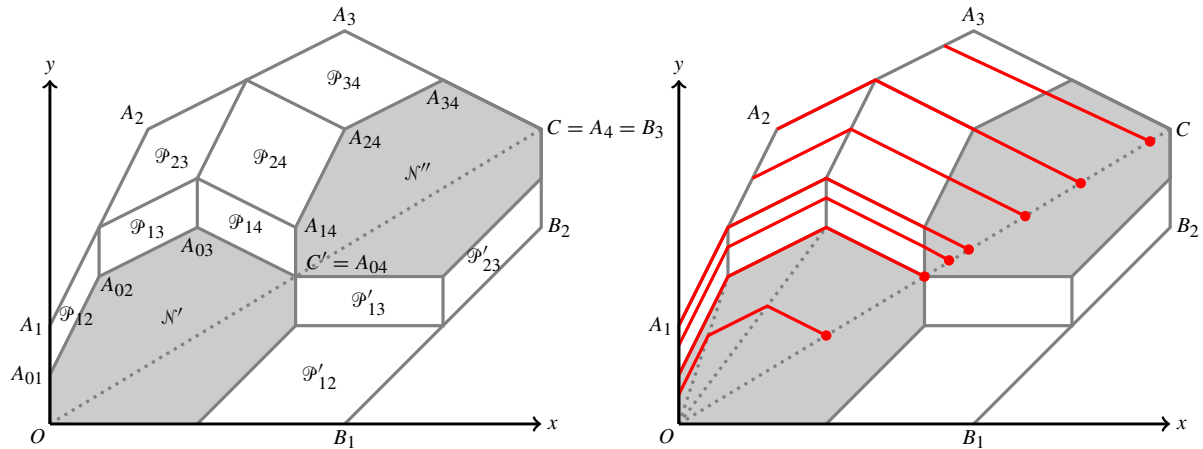 A₃
y
y
A₃
𝒫₃₄
A₂
A₃₄
A₂
C = A₄ = B₃
C
A₂₄
𝒫₂₃
𝒫₂₄
𝒩″
A₁₄
B₂
𝒫₁₃
𝒫₁₄
A₀₃
𝒫′₂₃
C′ = A₀₄
A₀₂
𝒫₁₂
𝒩′
𝒫′₁₃
A₁
A₁
A₀₁
𝒫′₁₂
O
B₁
x
O
B₁
x